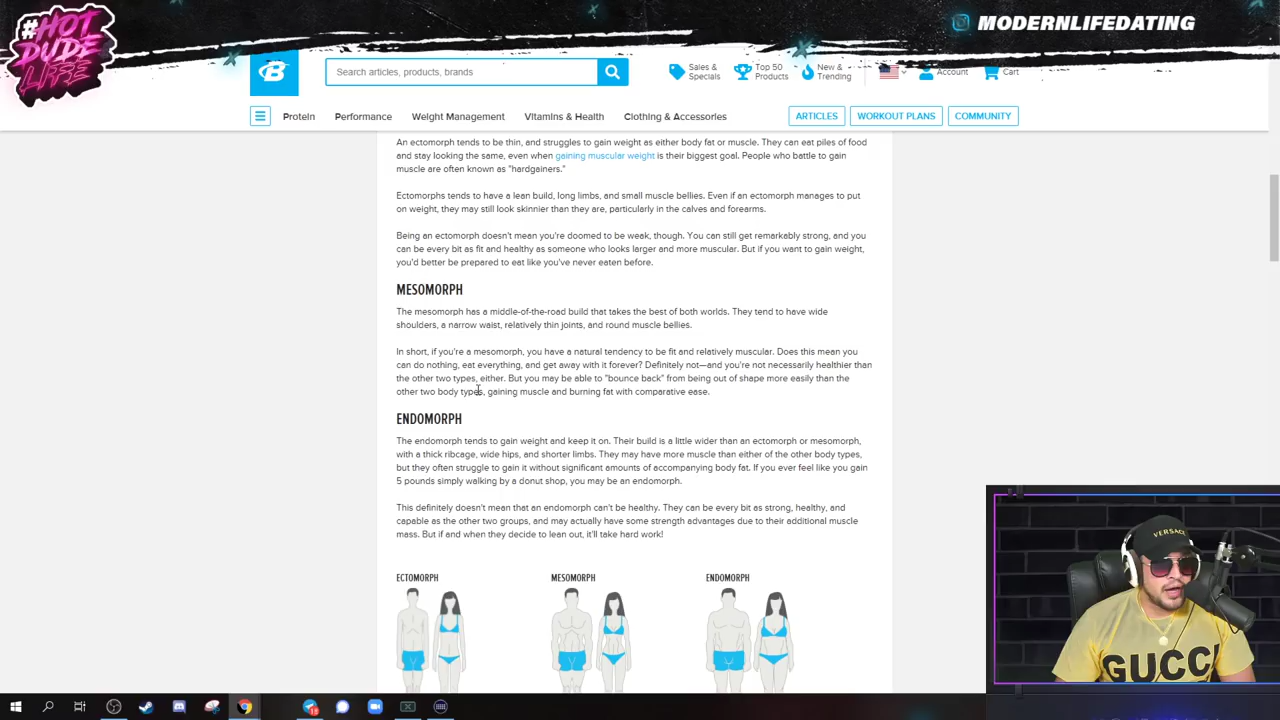 #HOT
DUDE
LIFE
MODERNLIFEDATING
B
Search articles, products, brands
Sales &
Specials
Top 50
Products
New &
Trending
Account
Cart
Protein
Performance
Weight Management
Vitamins & Health
Clothing & Accessories
ARTICLES
WORKOUT PLANS
COMMUNITY
An ectomorph tends to be thin, and struggles to gain weight as either body fat or muscle. They can eat piles of food
and stay looking the same, even when gaining muscular weight is their biggest goal. People who battle to gain
muscle are often known as "hardgainers."
Ectomorphs tends to have a lean build, long limbs, and small muscle bellies. Even if an ectomorph manages to put
on weight, they may still look skinnier than they are, particularly in the calves and forearms.
Being an ectomorph doesn't mean you're doomed to be weak, though. You can still get remarkably strong, and you
can be every bit as fit and healthy as someone who looks larger and more muscular. But if you want to gain weight,
you'd better be prepared to eat like you've never eaten before.
MESOMORPH
The mesomorph has a middle-of-the-road build that takes the best of both worlds. They tend to have wide
shoulders, a narrow waist, relatively thin joints, and round muscle bellies.
In short, if you're a mesomorph, you have a natural tendency to be fit and relatively muscular. Does this mean you
can do nothing, eat everything, and get away with it forever? Definitely not—and you're not necessarily healthier than
the other two types, either. But you may be able to "bounce back" from being out of shape more easily than the
other two body types, gaining muscle and burning fat with comparative ease.
ENDOMORPH
The endomorph tends to gain weight and keep it on. Their build is a little wider than an ectomorph or mesomorph,
with a thick ribcage, wide hips, and shorter limbs. They may have more muscle than either of the other body types,
but they often struggle to gain it without significant amounts of accompanying body fat. If you ever feel like you gain
5 pounds simply walking by a donut shop, you may be an endomorph.
This definitely doesn't mean that an endomorph can't be healthy. They can be every bit as strong, healthy, and
capable as the other two groups, and may actually have some strength advantages due to their additional muscle
mass. But if and when they decide to lean out, it'll take hard work!
ECTOMORPH
MESOMORPH
ENDOMORPH
VERSACE
GUCCI